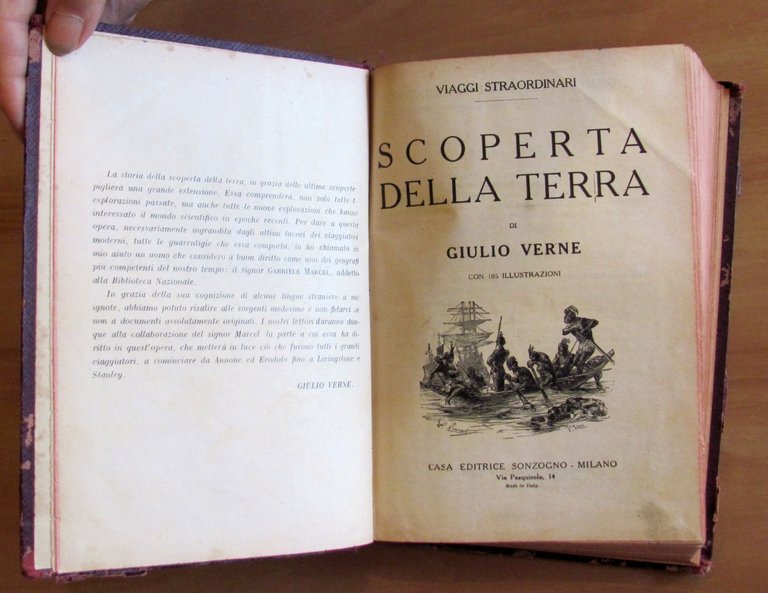 La storia della scoperta della terra, in grazia delle ultime scoperte
piglierà una grande estensione. Essa comprenderà, non solo tutte l
esplorazioni passate, ma anche tutte le nuove esplorazioni che hanno
interessato il mondo scientifico in epoche recenti. Per dare a questa
opera, necessariamente ingrandita dagli ultimi lavori dei viaggiatori
moderni, tutte le guarentigie che essa comporta, io ho chiamato in
mio aiuto un uomo che considero a buon diritto come uno dei geografi
più competenti del nostro tempo: il signor GABRIELE MARCEL, addetto
alla Biblioteca Nazionale.
In grazia della sua cognizione di alcune lingue straniere a me
ignote, abbiamo potuto risalire alle sorgenti medesime e non fidarci se
non a documenti assolutamente originali. I nostri lettori daranno dun-
que alla collaborazione del signor Marcel la parte a cui essa ha di-
ritto in quest'opera, che metterà in luce ciò che furono tutti i grandi
viaggiatori, a cominciare da Annone ed Erodoto fino a Livingstone e
Stanley.
GIULIO VERNE.
VIAGGI STRAORDINARI
SCOPERTA
DELLA TERRA
DI
GIULIO VERNE
CON 105 ILLUSTRAZIONI
CASA EDITRICE SONZOGNO - MILANO
Via Pasquirolo, 14
Made in Italy.